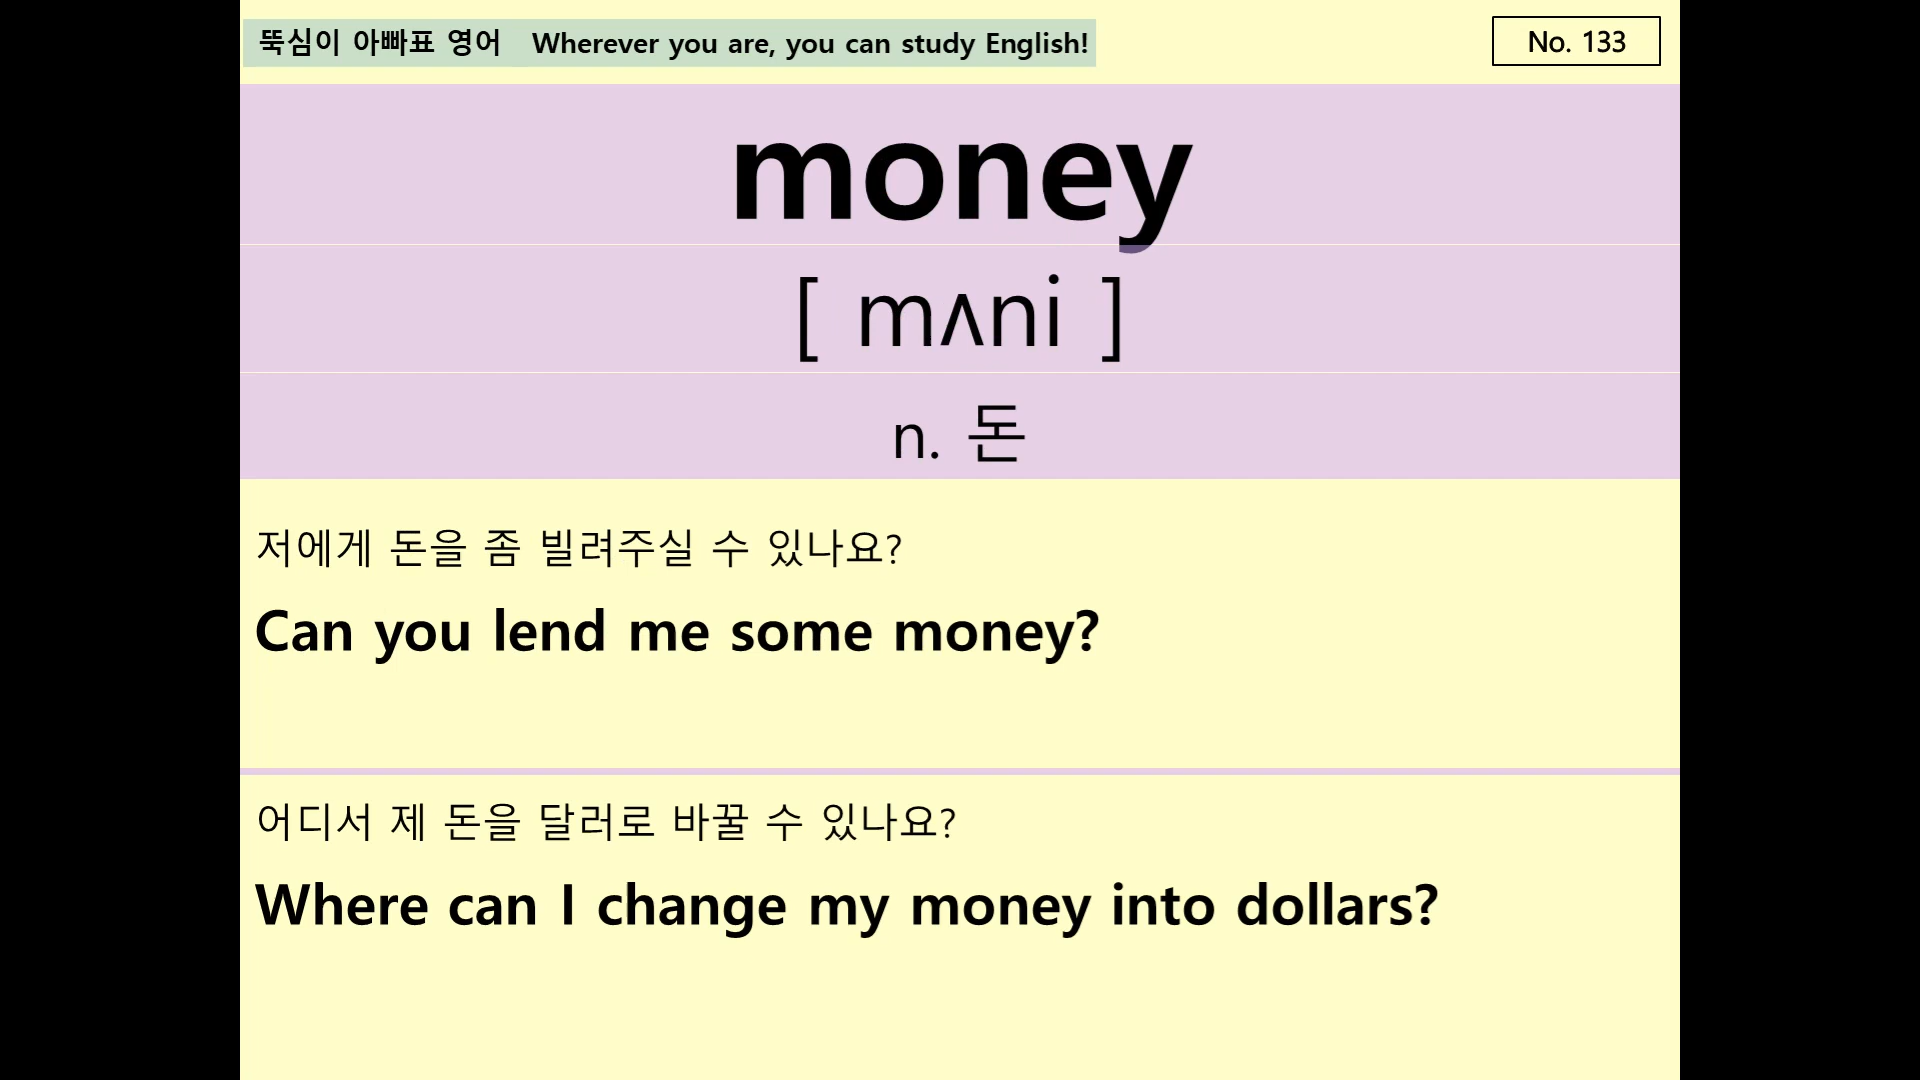 뚝심이 아빠표 영어 Wherever you are, you can study English!
No. 133
money
[ mʌni ]
n. 돈
저에게 돈을 좀 빌려주실 수 있나요?
Can you lend me some money?
어디서 제 돈을 달러로 바꿀 수 있나요?
Where can I change my money into dollars?